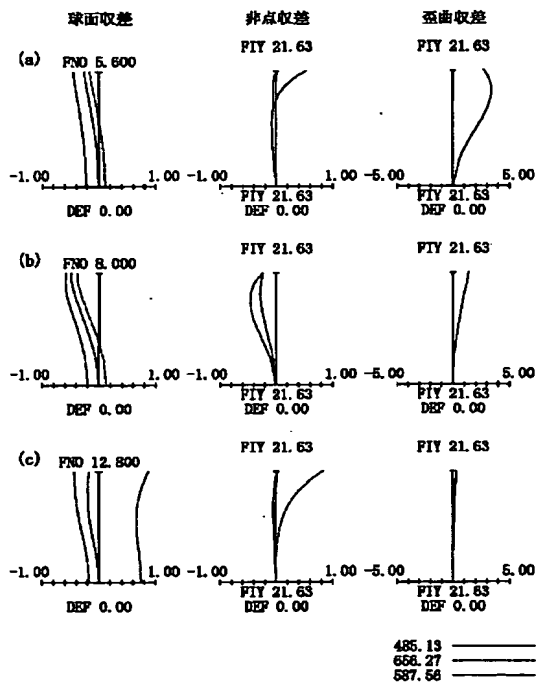 球面収差 非点収差 歪曲収差
(a) FNO 5.600 FIY 21.63 FIY 21.63
-1.00 1.00 -1.00 1.00 -5.00 5.00
DEF 0.00 FIY 21.63 FIY 21.63
DEF 0.00 DEF 0.00
(b) FNO 8.000 FIY 21.63 FIY 21.63
-1.00 1.00 -1.00 1.00 -5.00 5.00
DEF 0.00 FIY 21.63 FIY 21.63
DEF 0.00 DEF 0.00
(c) FNO 12.800 FIY 21.63 FIY 21.63
-1.00 1.00 -1.00 1.00 -5.00 5.00
DEF 0.00 FIY 21.63 FIY 21.63
DEF 0.00 DEF 0.00
485.13
656.27
587.56